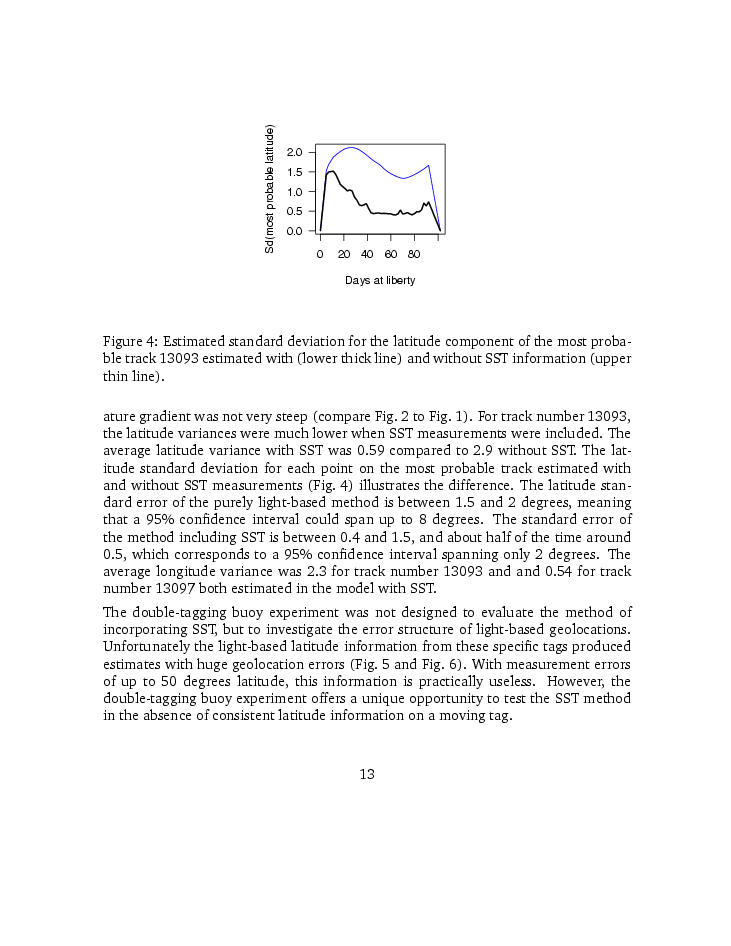 Sd(most probable latitude)
2.0
1.5
1.0
0.5
0.0
0 20 40 60 80
Days at liberty
Figure 4: Estimated standard deviation for the latitude component of the most proba-
ble track 13093 estimated with (lower thick line) and without SST information (upper
thin line).
ature gradient was not very steep (compare Fig. 2 to Fig. 1). For track number 13093,
the latitude variances were much lower when SST measurements were included. The
average latitude variance with SST was 0.59 compared to 2.9 without SST. The lat-
itude standard deviation for each point on the most probable track estimated with
and without SST measurements (Fig. 4) illustrates the difference. The latitude stan-
dard error of the purely light-based method is between 1.5 and 2 degrees, meaning
that a 95% confidence interval could span up to 8 degrees. The standard error of
the method including SST is between 0.4 and 1.5, and about half of the time around
0.5, which corresponds to a 95% confidence interval spanning only 2 degrees. The
average longitude variance was 2.3 for track number 13093 and and 0.54 for track
number 13097 both estimated in the model with SST.
The double-tagging buoy experiment was not designed to evaluate the method of
incorporating SST, but to investigate the error structure of light-based geolocations.
Unfortunately the light-based latitude information from these specific tags produced
estimates with huge geolocation errors (Fig. 5 and Fig. 6). With measurement errors
of up to 50 degrees latitude, this information is practically useless. However, the
double-tagging buoy experiment offers a unique opportunity to test the SST method
in the absence of consistent latitude information on a moving tag.
13